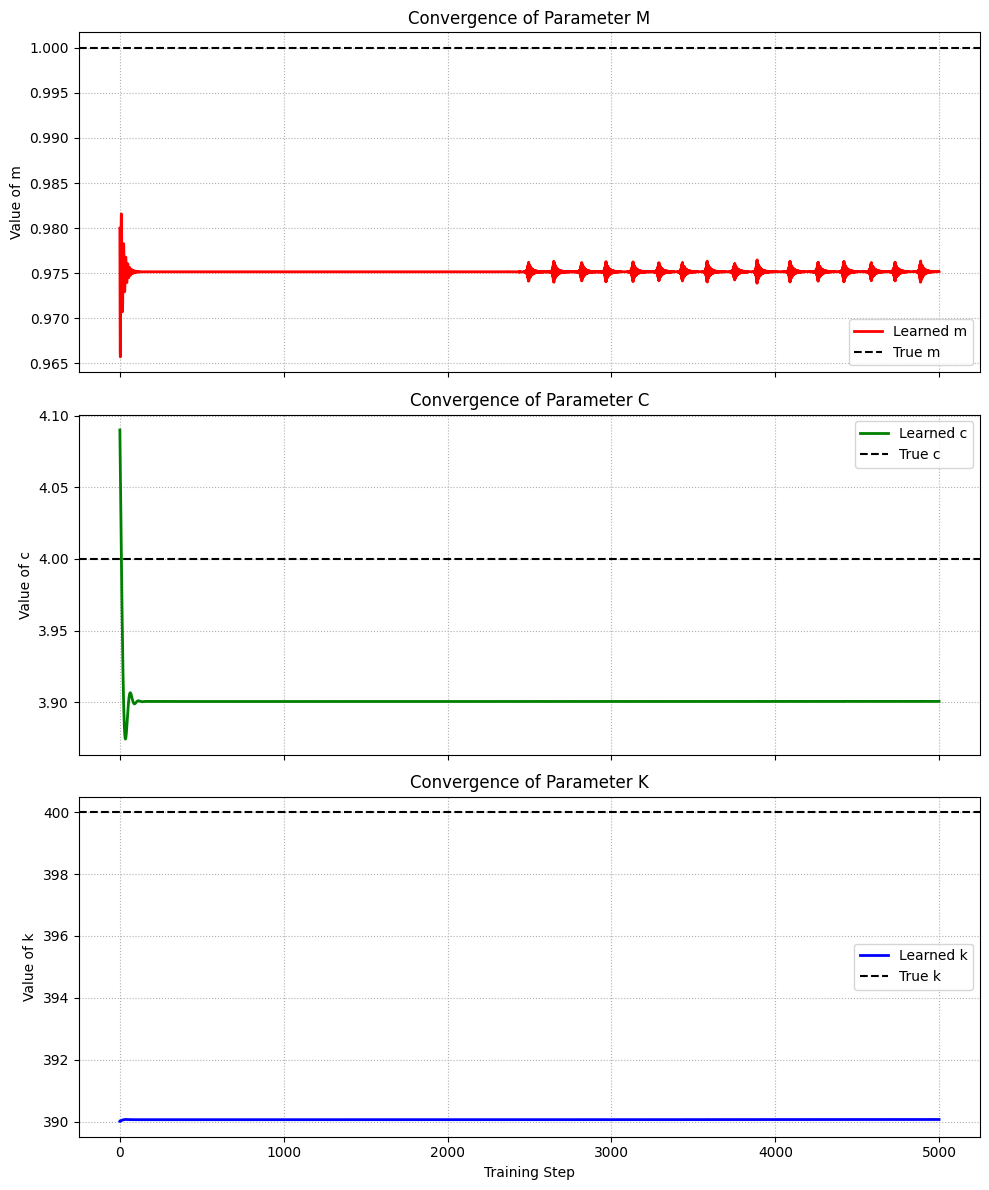 Convergence of Parameter M
Value of m
1.000
0.995
0.990
0.985
0.980
0.975
0.970
0.965
Learned m
True m
Convergence of Parameter C
Value of c
4.10
4.05
4.00
3.95
3.90
Learned c
True c
Convergence of Parameter K
Value of k
400
398
396
394
392
390
Learned k
True k
0 1000 2000 3000 4000 5000
Training Step